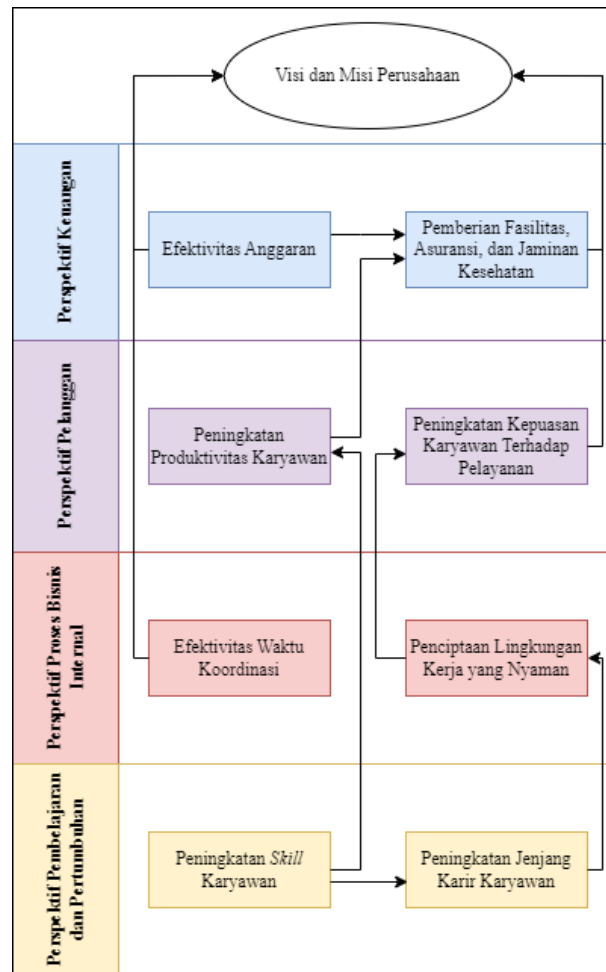 Visi dan Misi Perusahaan
Perspektif Keuangan
Efektivitas Anggaran
Pemberian Fasilitas,
Asuransi, dan Jaminan
Kesehatan
Perspektif Pelanggan
Peningkatan
Produktivitas Karyawan
Peningkatan Kepuasan
Karyawan Terhadap
Pelayanan
Perspektif Proses Bisnis
Internal
Efektivitas Waktu
Koordinasi
Penciptaan Lingkungan
Kerja yang Nyaman
Perspektif Pembelajaran
dan Pertumbuhan
Peningkatan Skill
Karyawan
Peningkatan Jenjang
Karir Karyawan